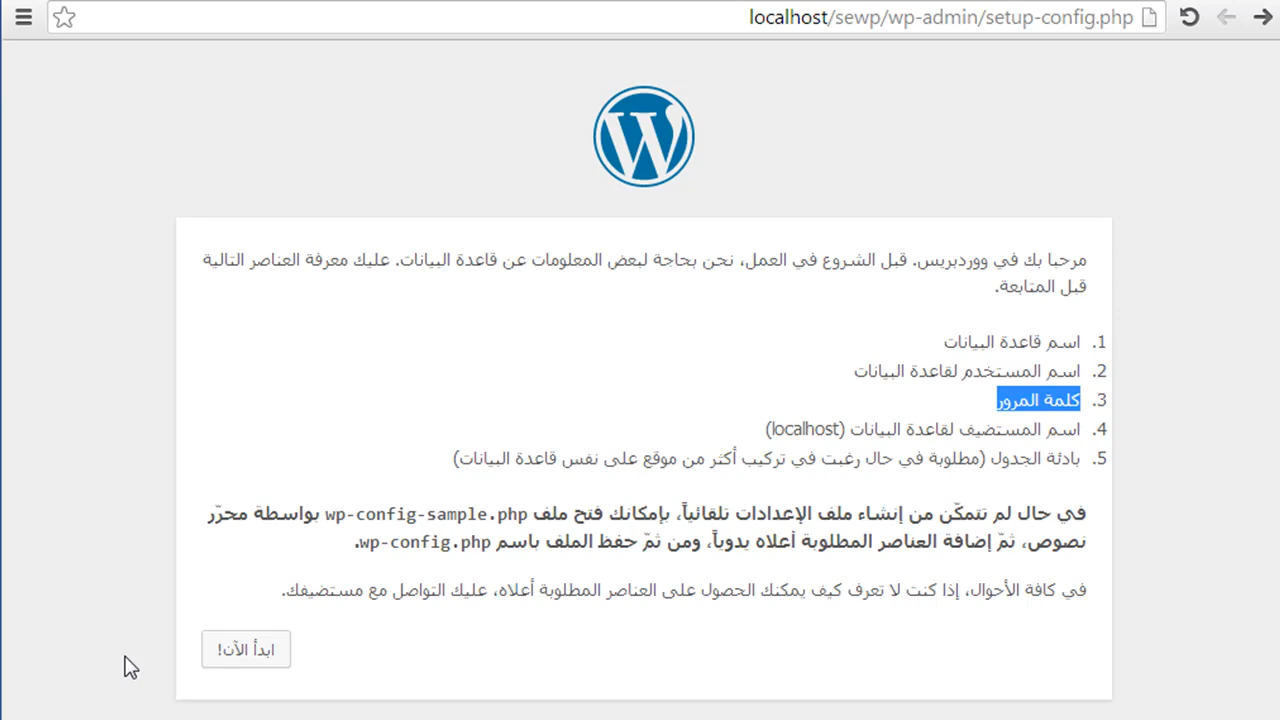 localhost/sewp/wp-admin/setup-config.php
مرحبا بك في ووردبريس. قبل الشروع في العمل، نحن بحاجة لبعض المعلومات عن قاعدة البيانات. عليك معرفة العناصر التالية
قبل المتابعة.
1. اسم قاعدة البيانات
2. اسم المستخدم لقاعدة البيانات
3. كلمة المرور
4. اسم المستضيف لقاعدة البيانات (localhost)
5. بادئة الجدول (مطلوبة في حال رغبت في تركيب أكثر من موقع على نفس قاعدة البيانات)
في حال لم تتمكّن من إنشاء ملف الإعدادات تلقائياً، بإمكانك فتح ملف wp-config-sample.php بواسطة محرّر
نصوص، ثمّ إضافة العناصر المطلوبة أعلاه يدوياً، ومن ثمّ حفظ الملف باسم wp-config.php.
في كافة الأحوال، إذا كنت لا تعرف كيف يمكنك الحصول على العناصر المطلوبة أعلاه، عليك التواصل مع مستضيفك.
ابدأ الآن!